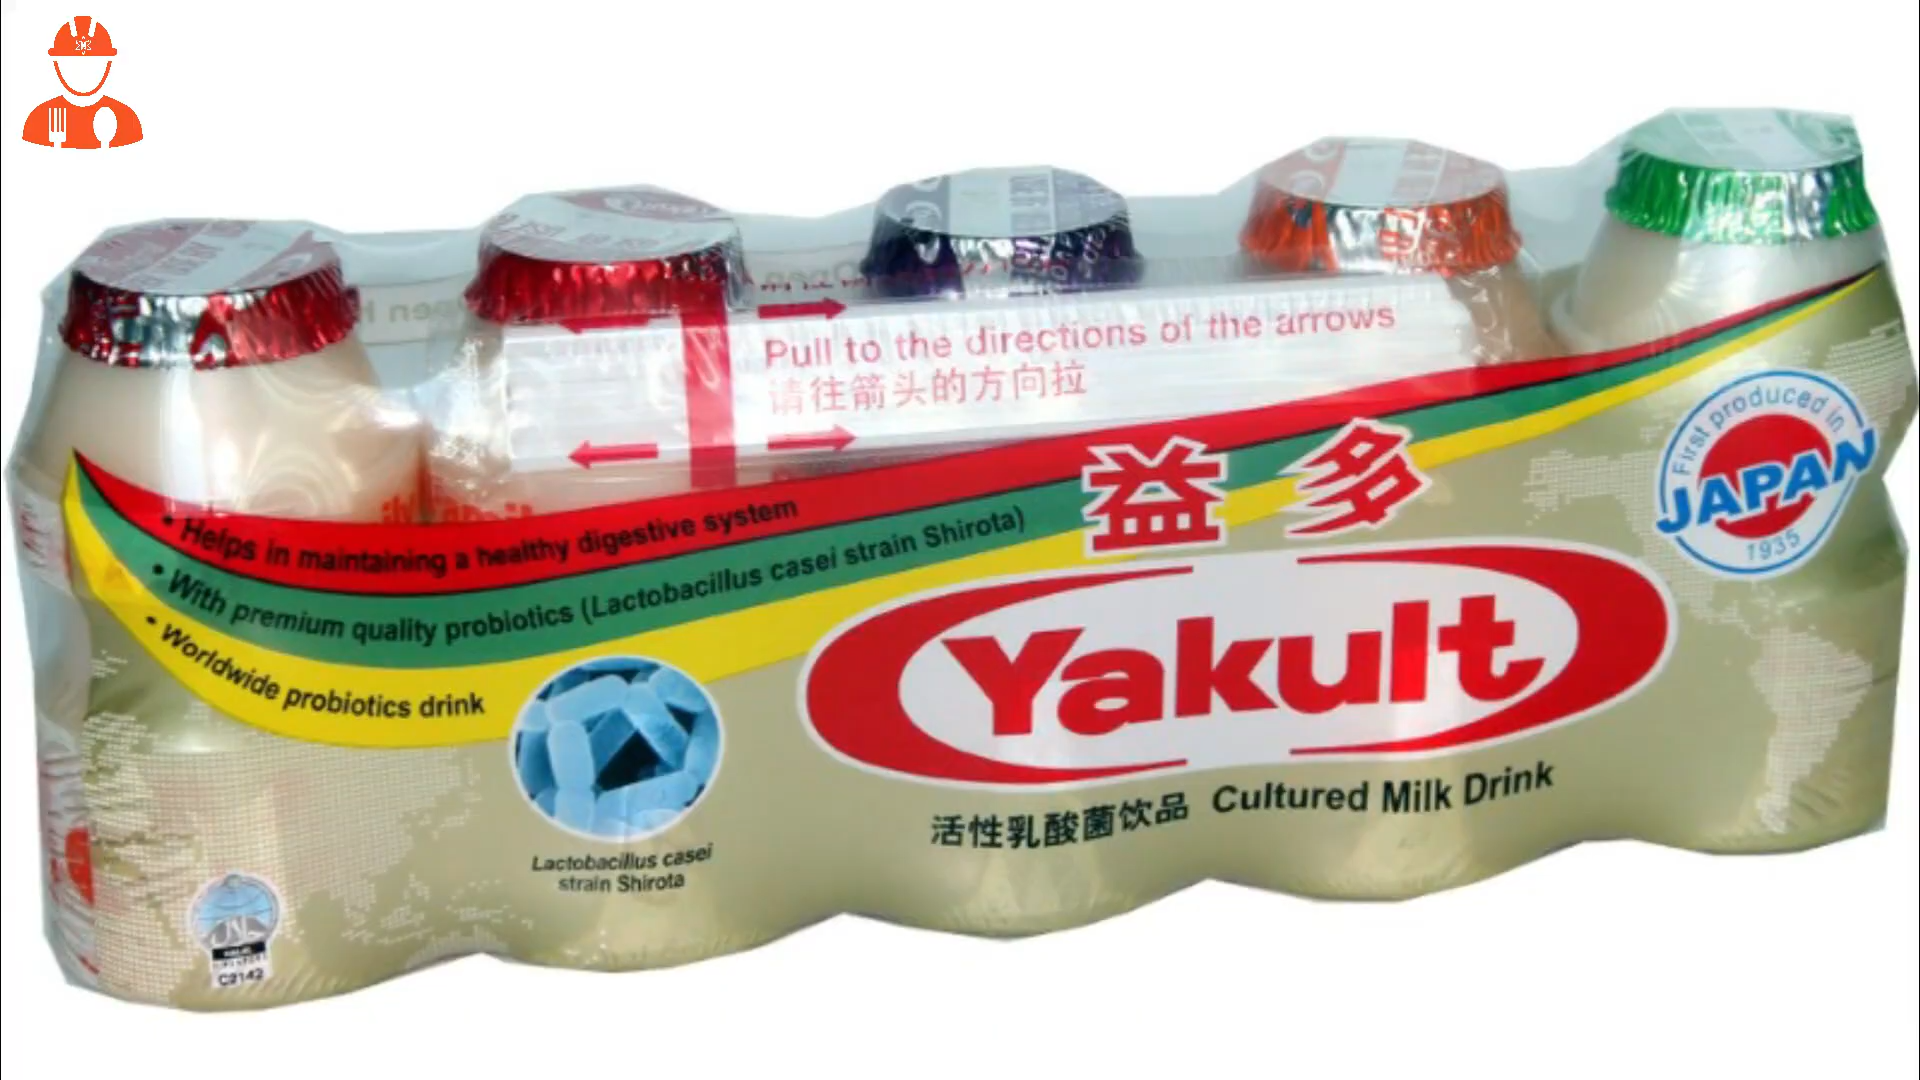 Pull to the directions of the arrows
请往箭头的方向拉
• Helps in maintaining a healthy digestive system
• With premium quality probiotics (Lactobacillus casei strain Shirota)
• Worldwide probiotics drink
益多
First produced in
JAPAN
1935
Yakult
活性乳酸菌饮品 Cultured Milk Drink
Lactobacillus casei
strain Shirota
C2142